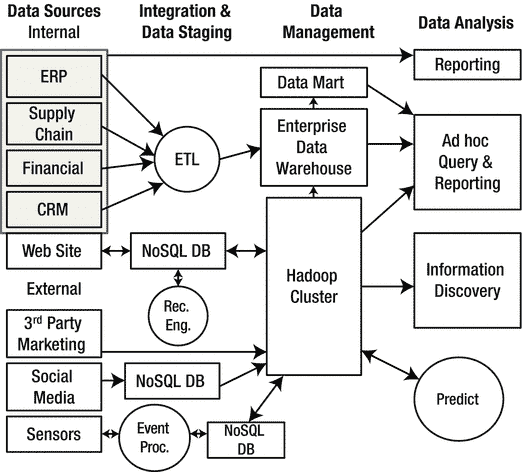 Data Sources
Internal
Integration &
Data Staging
Data
Management
Data Analysis
ERP
Supply
Chain
Financial
CRM
Web Site
External
3rd Party
Marketing
Social
Media
Sensors
ETL
NoSQL DB
Rec.
Eng.
NoSQL DB
Event
Proc.
NoSQL
DB
Data Mart
Enterprise
Data
Warehouse
Hadoop
Cluster
Reporting
Ad hoc
Query &
Reporting
Information
Discovery
Predict